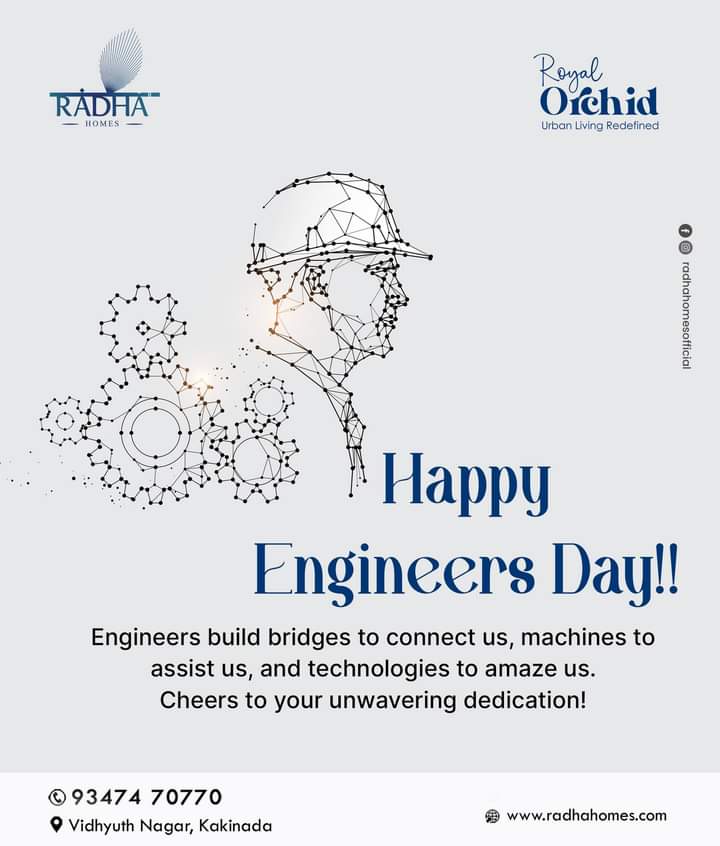 RADHA
HOMES
Royal
Orchid
Urban Living Redefined
radhahomesofficial
Happy
Engineers Day!!
Engineers build bridges to connect us, machines to
assist us, and technologies to amaze us.
Cheers to your unwavering dedication!
93474 70770
Vidhyuth Nagar, Kakinada
www.radhahomes.com